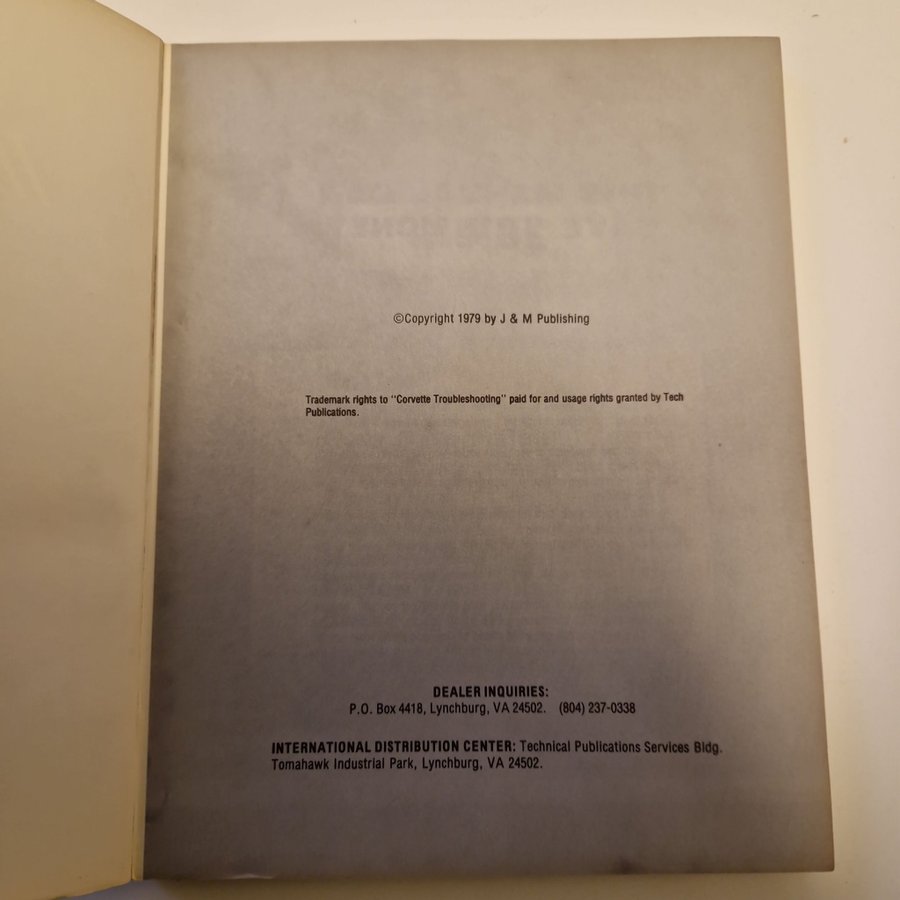 ©Copyright 1979 by J & M Publishing
Trademark rights to "Corvette Troubleshooting" paid for and usage rights granted by Tech
Publications.
DEALER INQUIRIES:
P.O. Box 4418, Lynchburg, VA 24502. (804) 237-0338
INTERNATIONAL DISTRIBUTION CENTER: Technical Publications Services Bldg.
Tomahawk Industrial Park, Lynchburg, VA 24502.